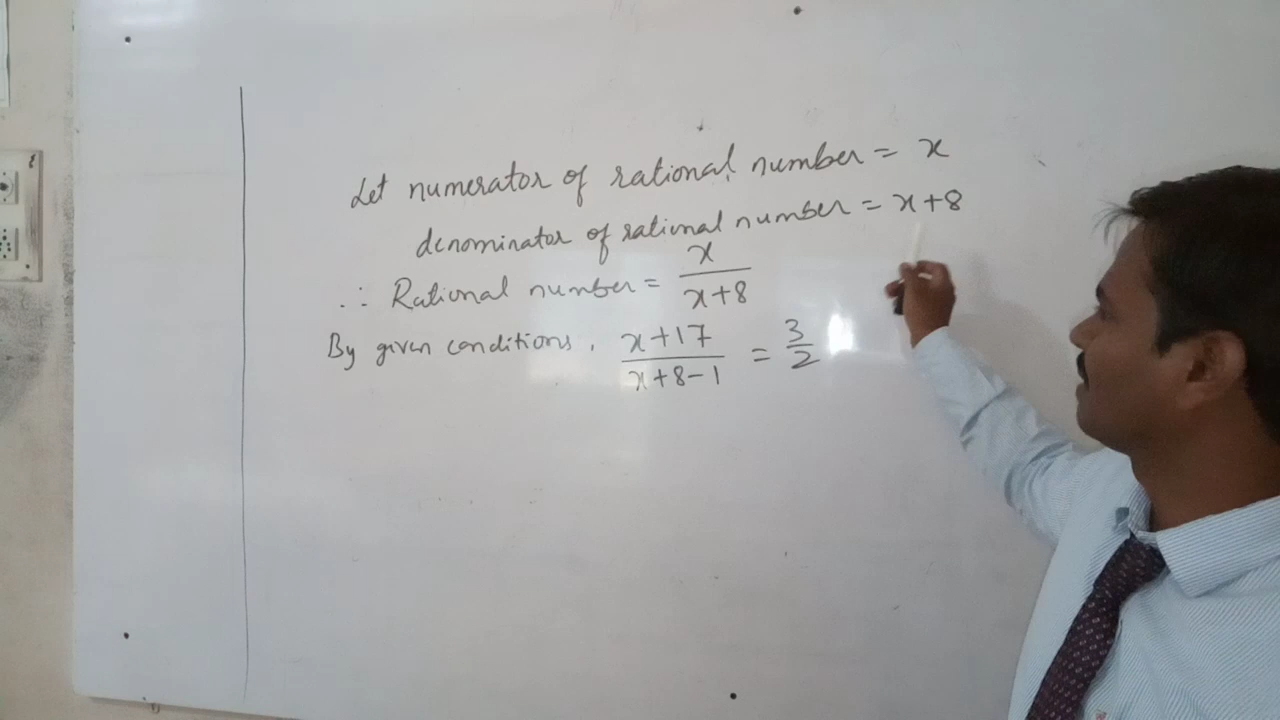 Let numerator of rational number = x
denominator of rational number = x+8
∴ Rational number = x/(x+8)
By given conditions, (x+17)/(x+8-1) = 3/2